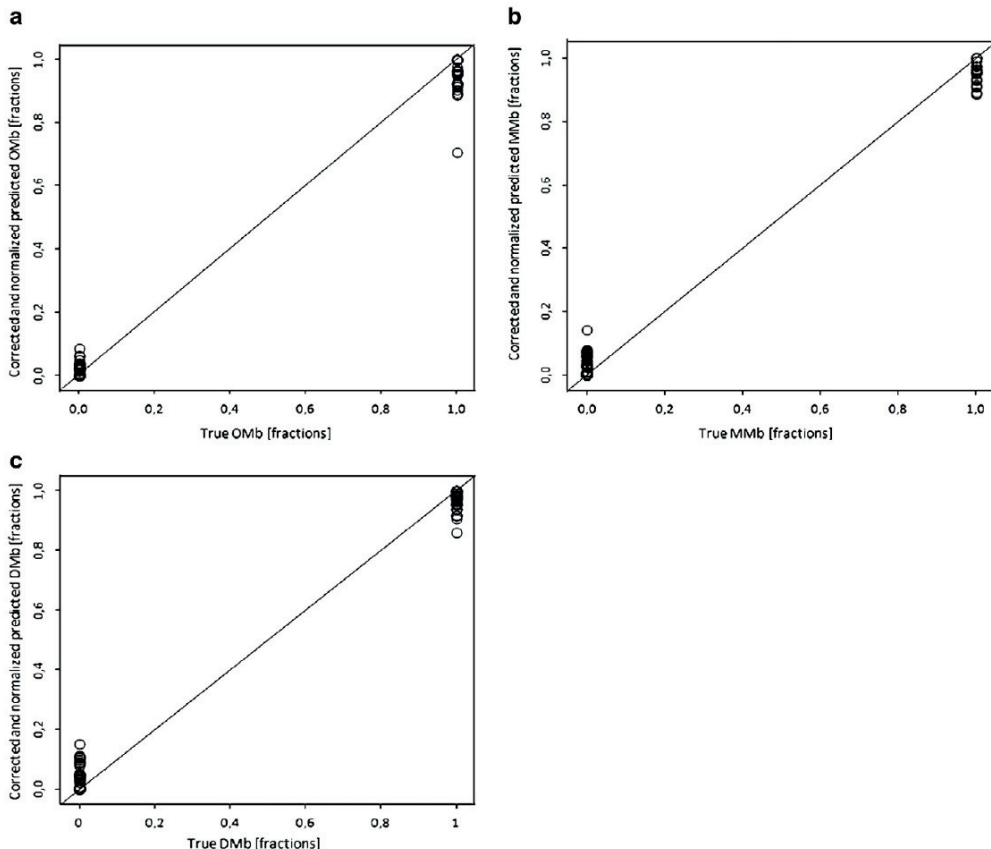 a
Corrected and normalized predicted OMb [fractions]
1,0
0,8
0,6
0,4
0,2
0,0
0,0 0,2 0,4 0,6 0,8 1,0
True OMb [fractions]
b
Corrected and normalized predicted MMb [fractions]
1,0
0,8
0,6
0,4
0,2
0,0
0,0 0,2 0,4 0,6 0,8 1,0
True MMb [fractions]
c
Corrected and normalized predicted DMb [fractions]
1,0
0,8
0,6
0,4
0,2
0,0
0 0,2 0,4 0,6 0,8 1
True DMb [fractions]